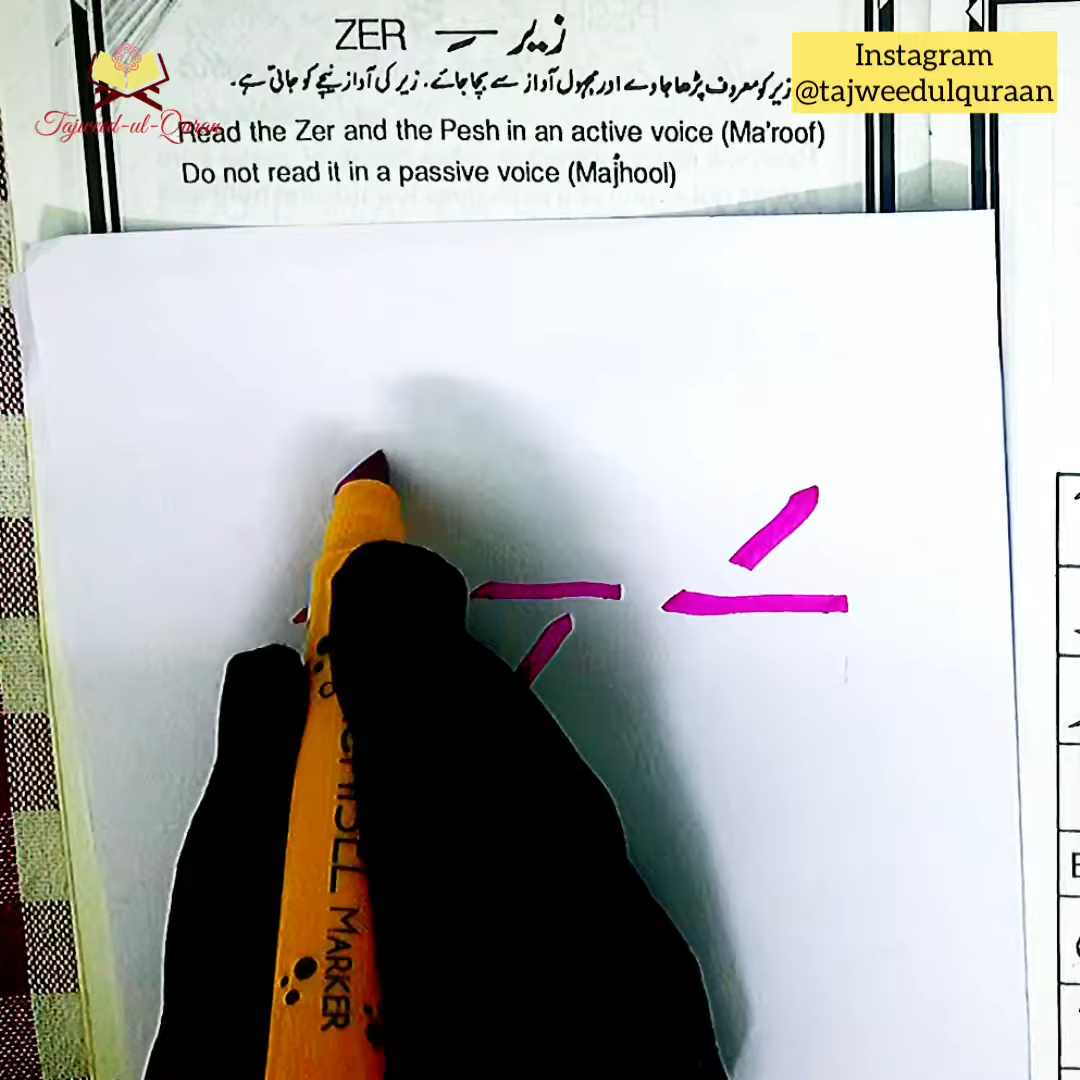 ZER زیر
Instagram
@tajweedulquraan
زیر کو معروف پڑھا جاوے اور مجہول آواز سے بچا جائے۔ زیر کی آواز نیچے کو جاتی ہے۔
Tajweed-ul-Quran
Read the Zer and the Pesh in an active voice (Ma'roof)
Do not read it in a passive voice (Majhool)
MARKER